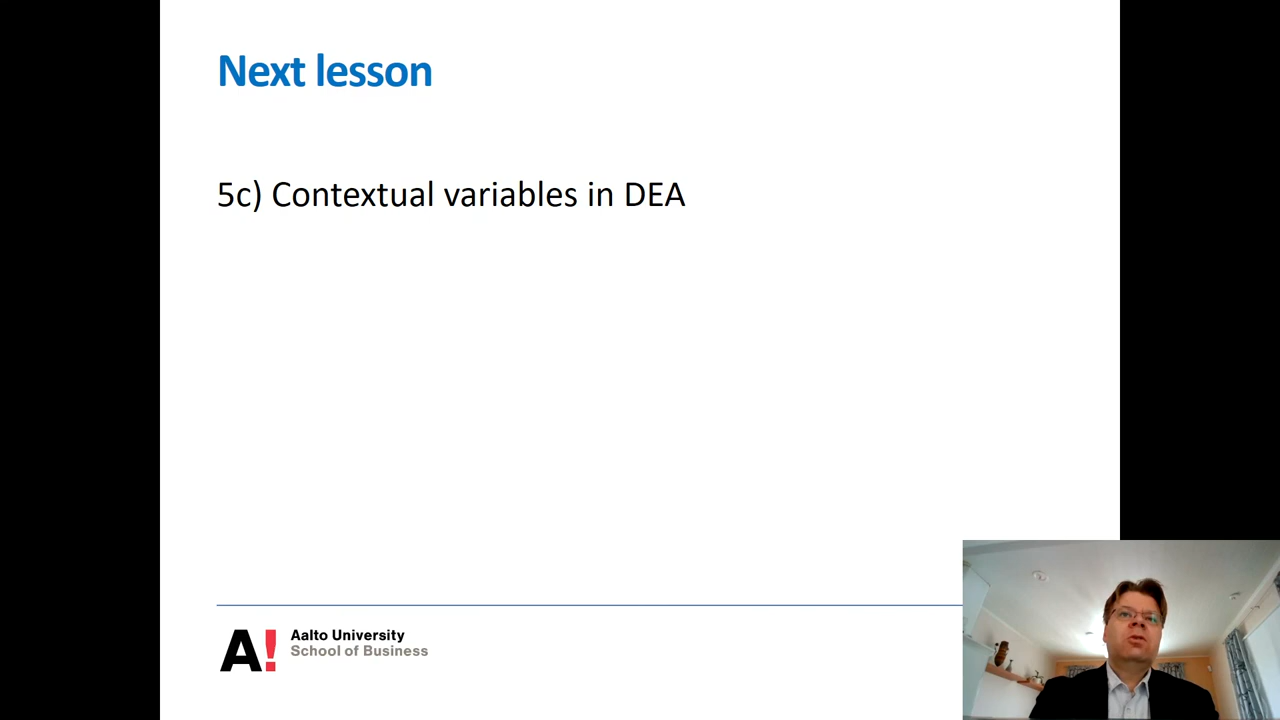 Next lesson
5c) Contextual variables in DEA
A!
Aalto University
School of Business